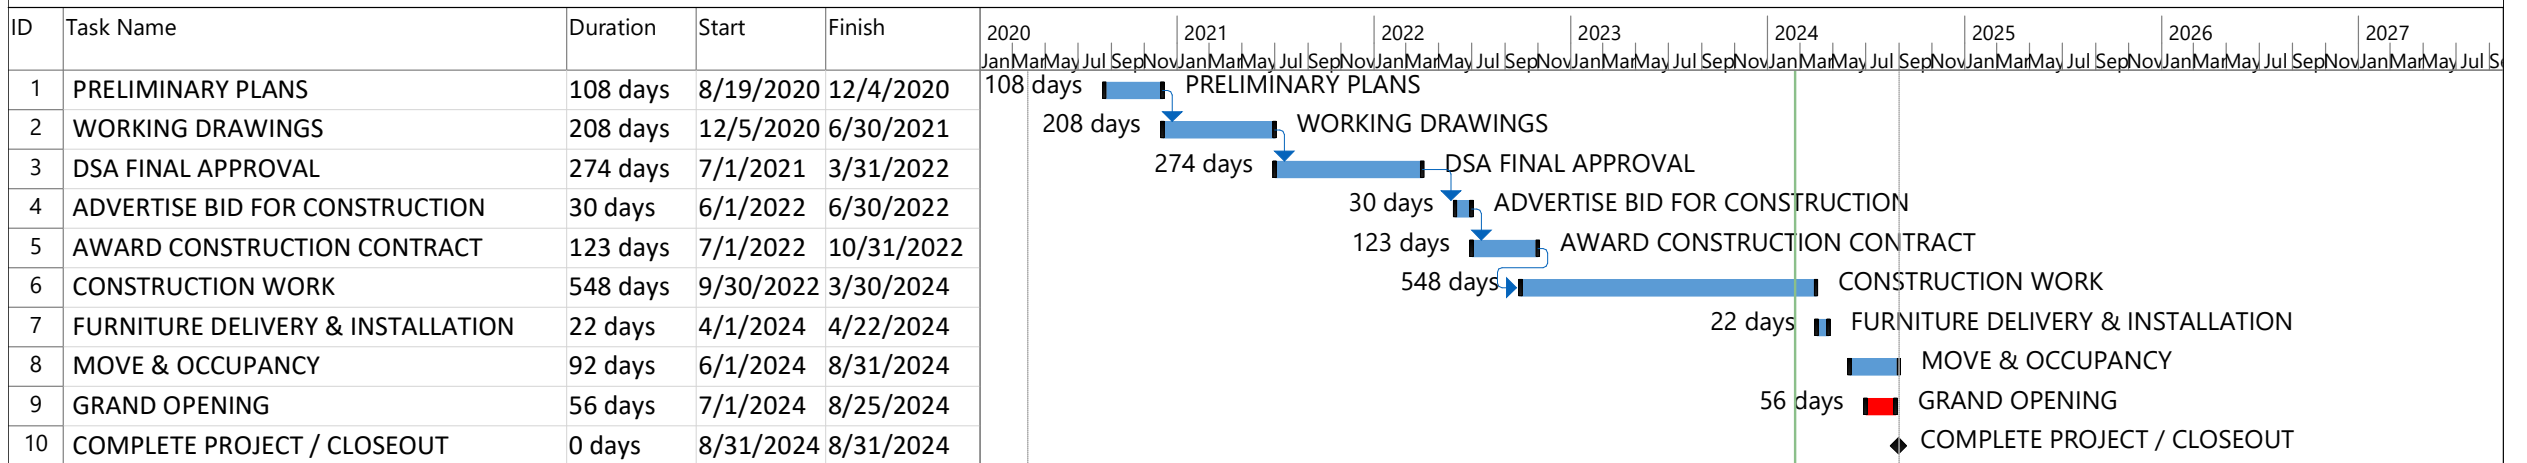 ID Task Name Duration Start Finish 2020 2021 2022 2023 2024 2025 2026 2027
Jan Mar May Jul Sep Nov Jan Mar May Jul Sep Nov Jan Mar May Jul Sep Nov Jan Mar May Jul Sep Nov Jan Mar May Jul Sep Nov Jan Mar May Jul Sep Nov Jan Mar May Jul Sep Nov Jan Mar May Jul Se
1 PRELIMINARY PLANS 108 days 8/19/2020 12/4/2020 108 days PRELIMINARY PLANS
2 WORKING DRAWINGS 208 days 12/5/2020 6/30/2021 208 days WORKING DRAWINGS
3 DSA FINAL APPROVAL 274 days 7/1/2021 3/31/2022 274 days DSA FINAL APPROVAL
4 ADVERTISE BID FOR CONSTRUCTION 30 days 6/1/2022 6/30/2022 30 days ADVERTISE BID FOR CONSTRUCTION
5 AWARD CONSTRUCTION CONTRACT 123 days 7/1/2022 10/31/2022 123 days AWARD CONSTRUCTION CONTRACT
6 CONSTRUCTION WORK 548 days 9/30/2022 3/30/2024 548 days CONSTRUCTION WORK
7 FURNITURE DELIVERY & INSTALLATION 22 days 4/1/2024 4/22/2024 22 days FURNITURE DELIVERY & INSTALLATION
8 MOVE & OCCUPANCY 92 days 6/1/2024 8/31/2024 MOVE & OCCUPANCY
9 GRAND OPENING 56 days 7/1/2024 8/25/2024 56 days GRAND OPENING
10 COMPLETE PROJECT / CLOSEOUT 0 days 8/31/2024 8/31/2024 COMPLETE PROJECT / CLOSEOUT